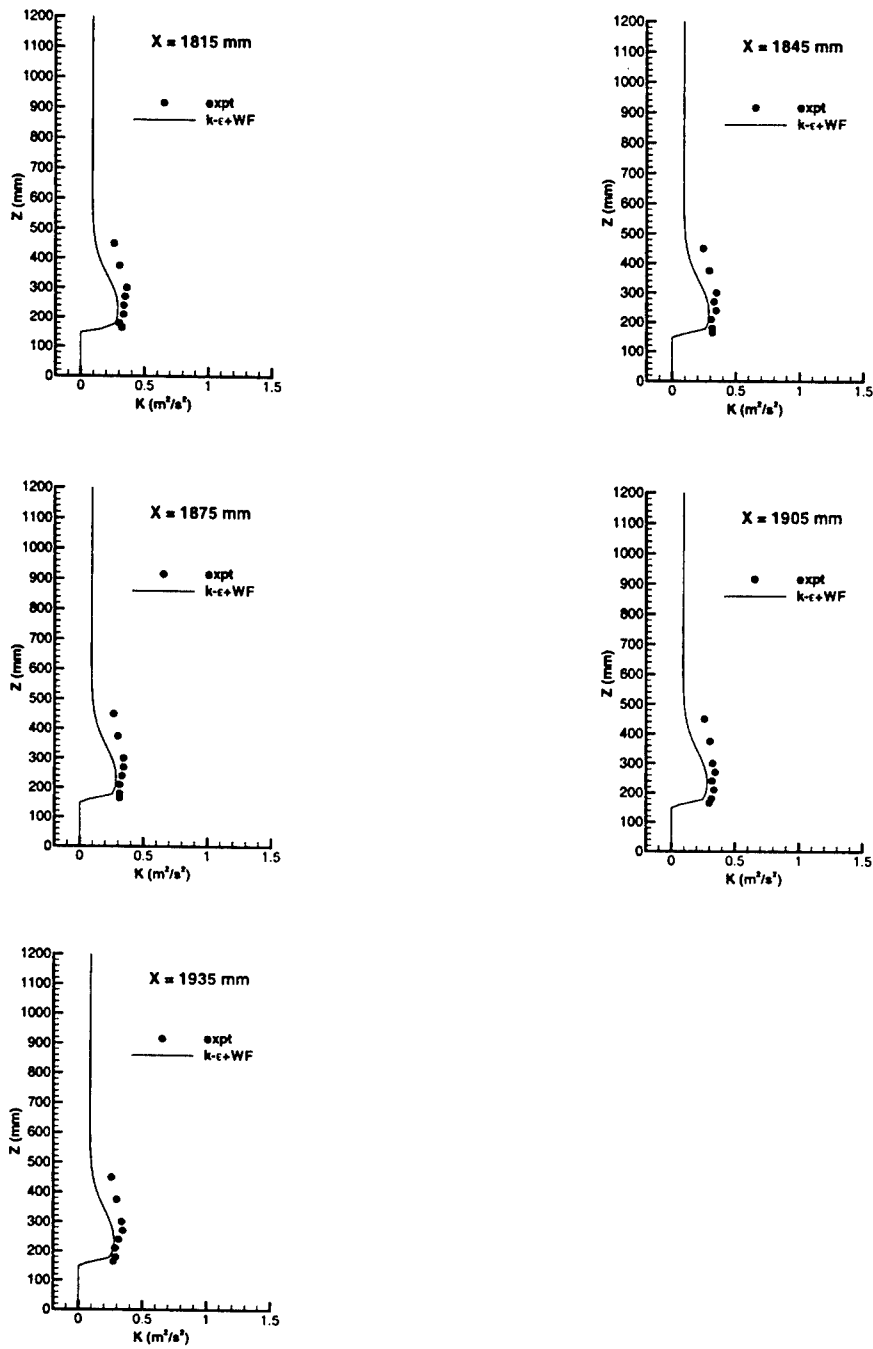 X = 1815 mm
expt
k-ε+WF
Z (mm)
1200
1100
1000
900
800
700
600
500
400
300
200
100
0
0 0.5 1 1.5
K (m²/s²)
X = 1845 mm
expt
k-ε+WF
Z (mm)
1200
1100
1000
900
800
700
600
500
400
300
200
100
0
0 0.5 1 1.5
K (m²/s²)
X = 1875 mm
expt
k-ε+WF
Z (mm)
1200
1100
1000
900
800
700
600
500
400
300
200
100
0
0 0.5 1 1.5
K (m²/s²)
X = 1905 mm
expt
k-ε+WF
Z (mm)
1200
1100
1000
900
800
700
600
500
400
300
200
100
0
0 0.5 1 1.5
K (m²/s²)
X = 1935 mm
expt
k-ε+WF
Z (mm)
1200
1100
1000
900
800
700
600
500
400
300
200
100
0
0 0.5 1 1.5
K (m²/s²)